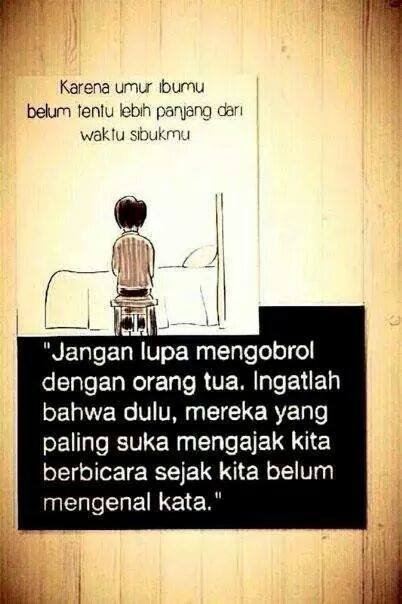 Karena umur ibumu
belum tentu lebih panjang dari
waktu sibukmu
"Jangan lupa mengobrol
dengan orang tua. Ingatlah
bahwa dulu, mereka yang
paling suka mengajak kita
berbicara sejak kita belum
mengenal kata."